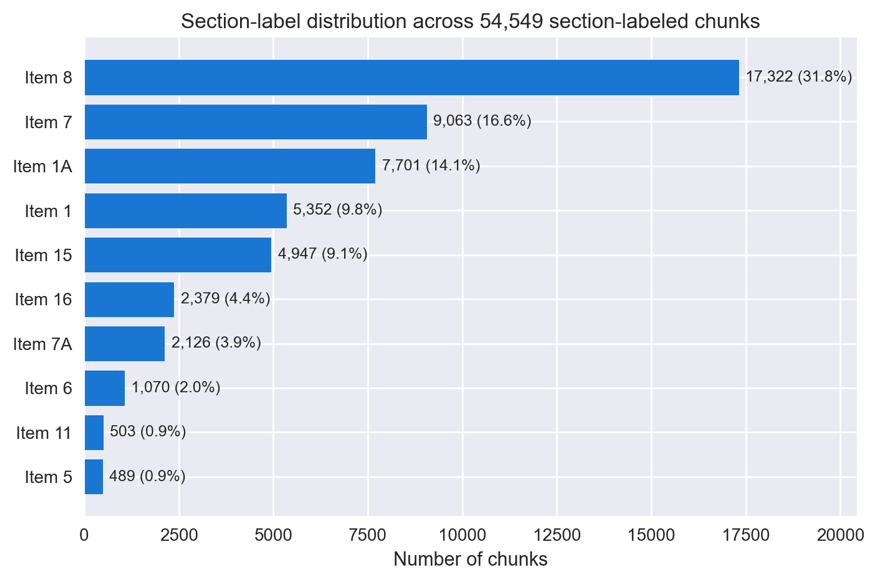 Section-label distribution across 54,549 section-labeled chunks
Item 8 17,322 (31.8%)
Item 7 9,063 (16.6%)
Item 1A 7,701 (14.1%)
Item 1 5,352 (9.8%)
Item 15 4,947 (9.1%)
Item 16 2,379 (4.4%)
Item 7A 2,126 (3.9%)
Item 6 1,070 (2.0%)
Item 11 503 (0.9%)
Item 5 489 (0.9%)
0 2500 5000 7500 10000 12500 15000 17500 20000
Number of chunks